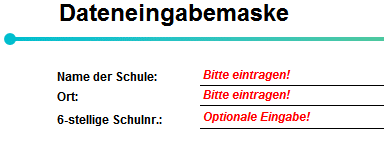 Dateneingabemaske
Name der Schule: Bitte eintragen!
Ort: Bitte eintragen!
6-stellige Schulnr.: Optionale Eingabe!